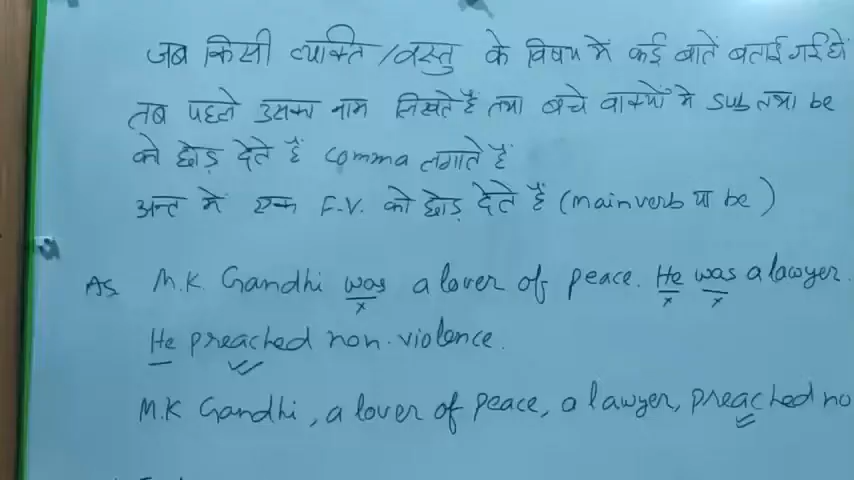 जब किसी व्यक्ति /वस्तु के विषय में कई बातें बताई गई हों
तब पहले उसका नाम लिखते हैं तथा बचे वाक्यों में sub तथा be
को छोड़ देते हैं comma लगाते हैं
अन्त में एक F.V. को छोड़ देते हैं (mainverb या be)
As M.K. Gandhi was a lover of peace. He was a lawyer.
He preached non-violence.
M.K Gandhi, a lover of peace, a lawyer, preached no